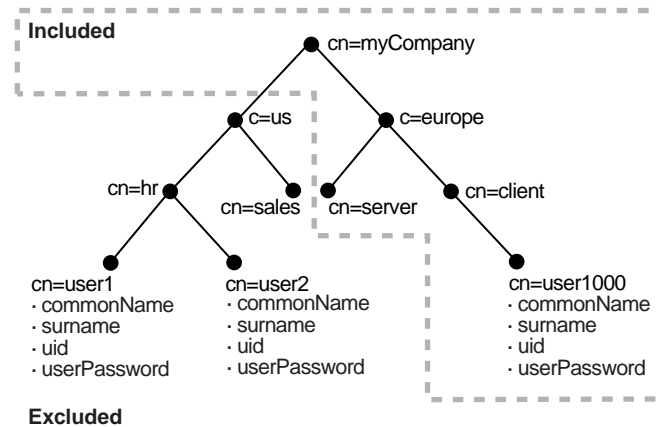 Included
cn=myCompany
c=us
c=europe
cn=hr
cn=sales
cn=server
cn=client
cn=user1
· commonName
· surname
· uid
· userPassword
cn=user2
· commonName
· surname
· uid
· userPassword
cn=user1000
· commonName
· surname
· uid
· userPassword
Excluded